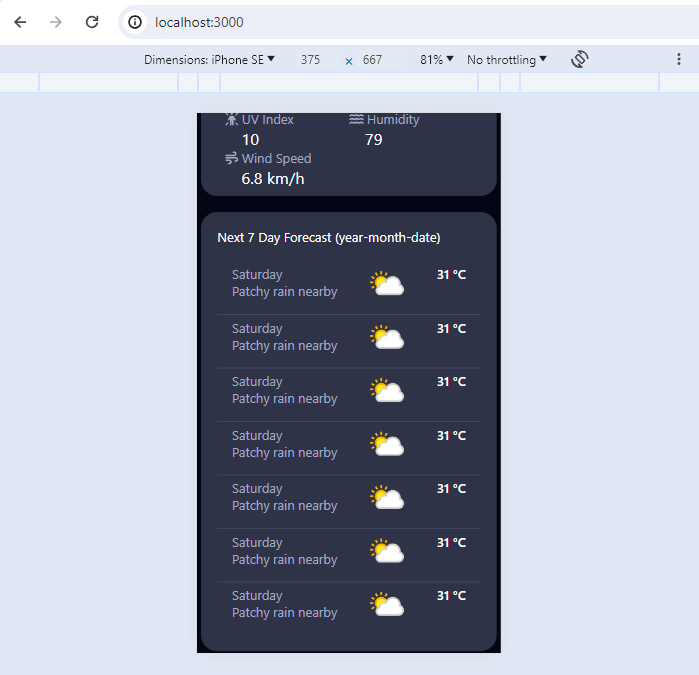 localhost:3000
Dimensions: iPhone SE 375 × 667 81% No throttling
UV Index Humidity
10 79
Wind Speed
6.8 km/h
Next 7 Day Forecast (year-month-date)
Saturday 31 °C
Patchy rain nearby
Saturday 31 °C
Patchy rain nearby
Saturday 31 °C
Patchy rain nearby
Saturday 31 °C
Patchy rain nearby
Saturday 31 °C
Patchy rain nearby
Saturday 31 °C
Patchy rain nearby
Saturday 31 °C
Patchy rain nearby